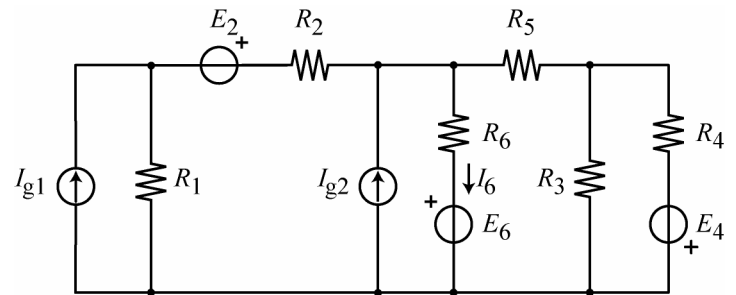 E2 R2 R5
+
R6 R4
Ig1 R1 Ig2 I6 R3
+ E6 E4
+